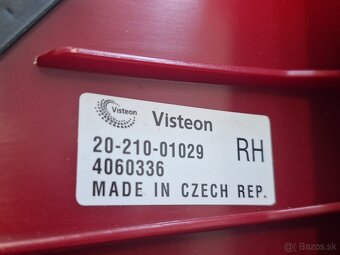 Visteon
Visteon
20-210-01029
RH
4060336
MADE IN CZECH REP.
bazos.sk